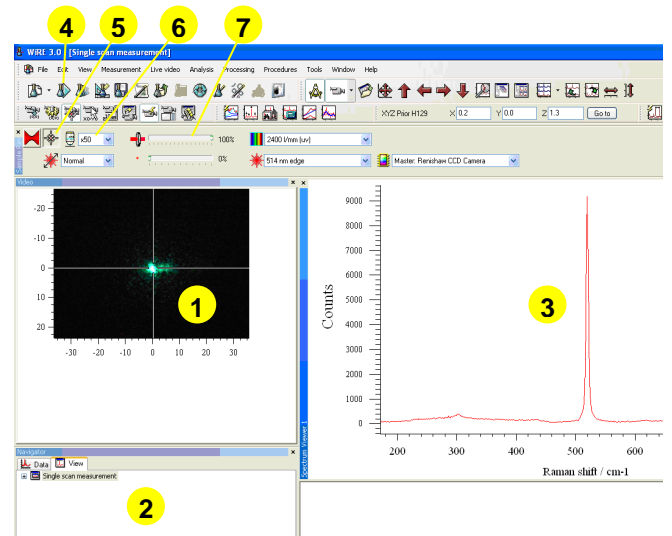 4
5
6
7
WiRE 3.0 - [Single scan measurement]
File Edit View Measurement Live video Analysis Processing Procedures Tools Window Help
XYZ Prior H129 X 0.2 Y 0.0 Z 1.3 Go to
x50 100% 2400 l/mm (uv)
Normal 0% 514 nm edge Master: Renishaw CCD Camera
Video
-20
-10
0
10
20
-30 -20 -10 0 10 20 30
1
Navigator
Data View
Single scan measurement
2
Spectrum Viewer 1
9000
8000
7000
6000
5000
4000
3000
2000
1000
0
Counts
3
200 300 400 500 600
Raman shift / cm-1